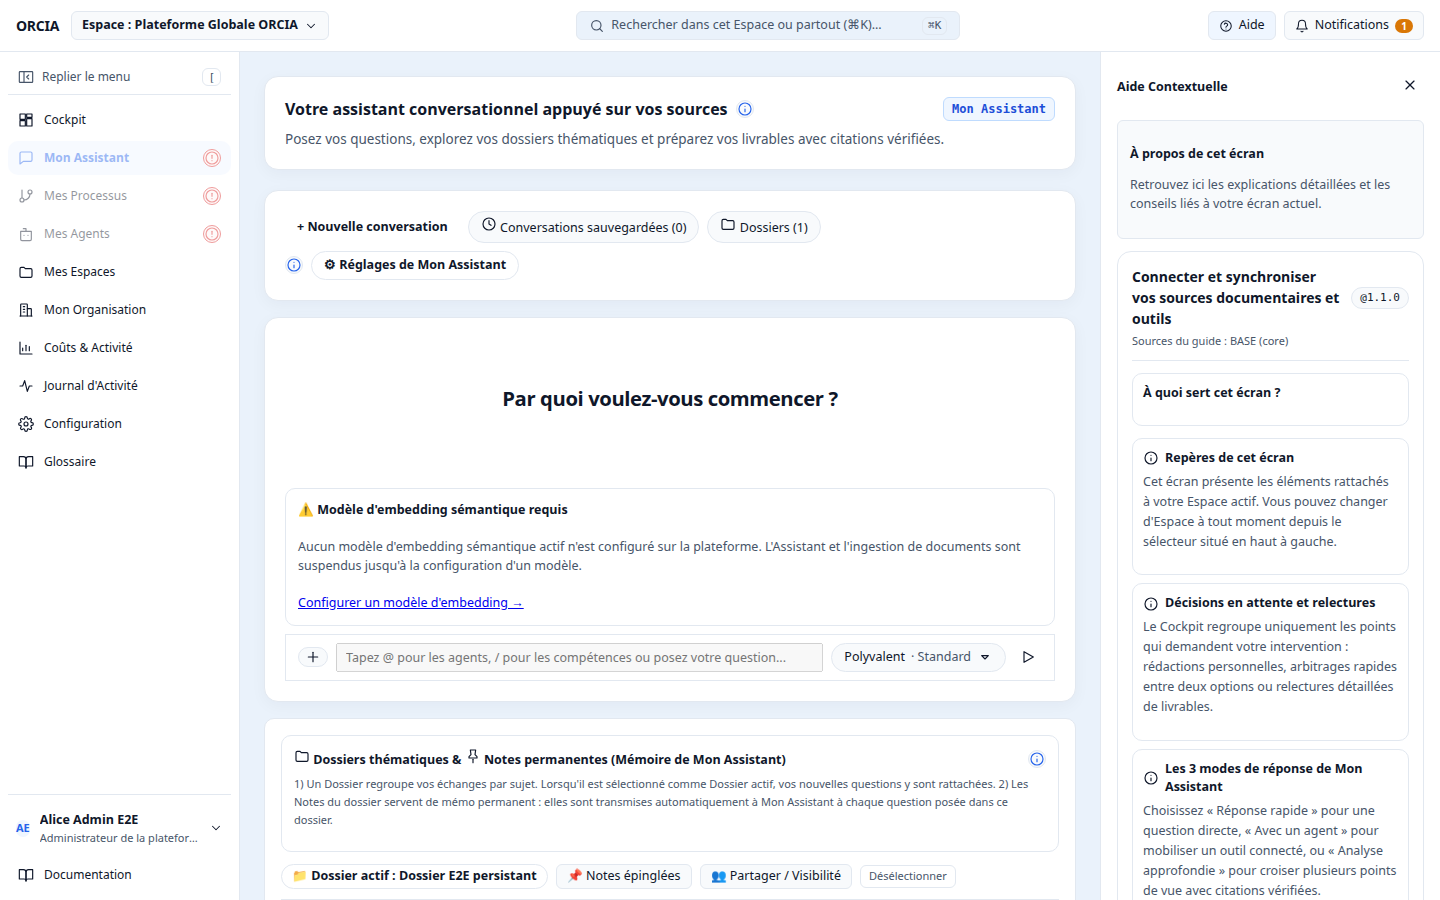 ORCIA
Espace : Plateforme Globale ORCIA
Rechercher dans cet Espace ou partout (⌘K)...
⌘K
Aide
Notifications 1
Replier le menu [
Cockpit
Mon Assistant
Mes Processus
Mes Agents
Mes Espaces
Mon Organisation
Coûts & Activité
Journal d'Activité
Configuration
Glossaire
AE
Alice Admin E2E
Administrateur de la platefor...
Documentation
Votre assistant conversationnel appuyé sur vos sources
Mon Assistant
Posez vos questions, explorez vos dossiers thématiques et préparez vos livrables avec citations vérifiées.
+ Nouvelle conversation
Conversations sauvegardées (0)
Dossiers (1)
⚙ Réglages de Mon Assistant
Par quoi voulez-vous commencer ?
⚠️ Modèle d'embedding sémantique requis
Aucun modèle d'embedding sémantique actif n'est configuré sur la plateforme. L'Assistant et l'ingestion de documents sont
suspendus jusqu'à la configuration d'un modèle.
Configurer un modèle d'embedding →
Tapez @ pour les agents, / pour les compétences ou posez votre question...
Polyvalent · Standard
Dossiers thématiques & Notes permanentes (Mémoire de Mon Assistant)
1) Un Dossier regroupe vos échanges par sujet. Lorsqu'il est sélectionné comme Dossier actif, vos nouvelles questions y sont rattachées. 2) Les
Notes du dossier servent de mémo permanent : elles sont transmises automatiquement à Mon Assistant à chaque question posée dans ce
dossier.
📁 Dossier actif : Dossier E2E persistant
📌 Notes épinglées
👥 Partager / Visibilité
Désélectionner
Aide Contextuelle
À propos de cet écran
Retrouvez ici les explications détaillées et les
conseils liés à votre écran actuel.
Connecter et synchroniser
vos sources documentaires et
outils
@1.1.0
Sources du guide : BASE (core)
À quoi sert cet écran ?
Repères de cet écran
Cet écran présente les éléments rattachés
à votre Espace actif. Vous pouvez changer
d'Espace à tout moment depuis le
sélecteur situé en haut à gauche.
Décisions en attente et relectures
Le Cockpit regroupe uniquement les points
qui demandent votre intervention :
rédactions personnelles, arbitrages rapides
entre deux options ou relectures détaillées
de livrables.
Les 3 modes de réponse de Mon
Assistant
Choisissez « Réponse rapide » pour une
question directe, « Avec un agent » pour
mobiliser un outil connecté, ou « Analyse
approfondie » pour croiser plusieurs points
de vue avec citations vérifiées.